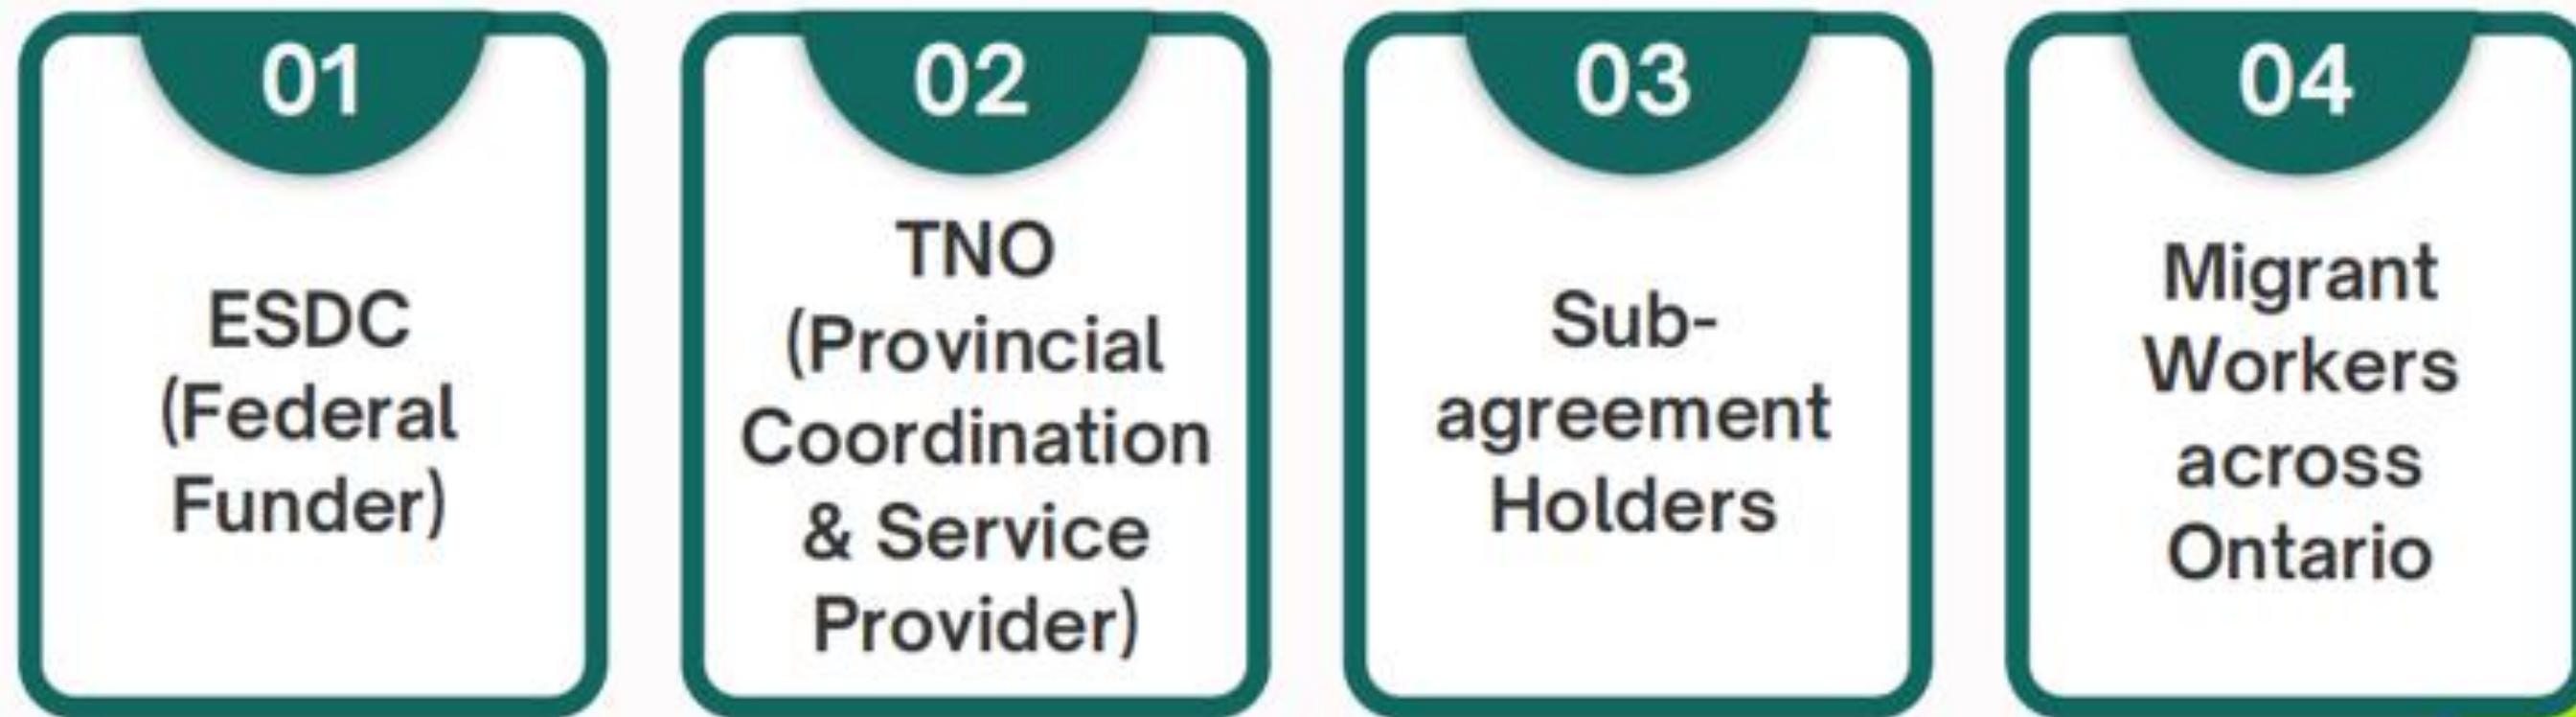 01
ESDC
(Federal
Funder)
02
TNO
(Provincial
Coordination
& Service
Provider)
03
Sub-
agreement
Holders
04
Migrant
Workers
across
Ontario